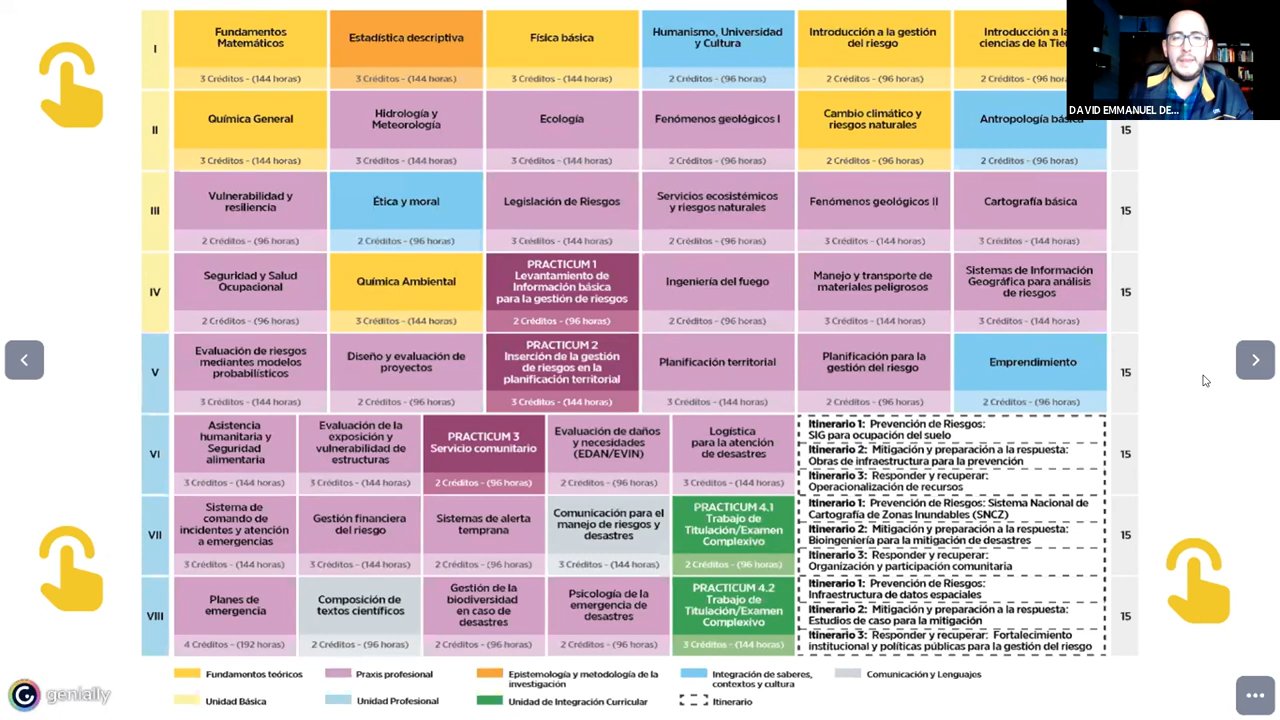 I
Fundamentos
Matemáticos
3 Créditos - (144 horas)
Estadística descriptiva
3 Créditos - (144 horas)
Física básica
3 Créditos - (144 horas)
Humanismo, Universidad
y Cultura
2 Créditos - (96 horas)
Introducción a la gestión
del riesgo
2 Créditos - (96 horas)
Introducción a la
ciencias de la
2 Créditos - (96
DAVID EMMANUEL DE...
II
Química General
3 Créditos - (144 horas)
Hidrología y
Meteorología
3 Créditos - (144 horas)
Ecología
3 Créditos - (144 horas)
Fenómenos geológicos I
2 Créditos - (96 horas)
Cambio climático y
riesgos naturales
2 Créditos - (96 horas)
Antropología básica
2 Créditos - (96 horas)
15
III
Vulnerabilidad y
resiliencia
2 Créditos - (96 horas)
Ética y moral
2 Créditos - (96 horas)
Legislación de Riesgos
3 Créditos - (144 horas)
Servicios ecosistémicos
y riesgos naturales
2 Créditos - (96 horas)
Fenómenos geológicos II
3 Créditos - (144 horas)
Cartografía básica
3 Créditos - (144 horas)
15
IV
Seguridad y Salud
Ocupacional
2 Créditos - (96 horas)
Química Ambiental
3 Créditos - (144 horas)
PRACTICUM 1
Levantamiento de
Información básica
para la gestión de riesgos
2 Créditos - (96 horas)
Ingeniería del fuego
2 Créditos - (96 horas)
Manejo y transporte de
materiales peligrosos
3 Créditos - (144 horas)
Sistemas de Información
Geográfica para análisis
de riesgos
3 Créditos - (144 horas)
15
V
Evaluación de riesgos
mediantes modelos
probabilísticos
3 Créditos - (144 horas)
Diseño y evaluación de
proyectos
2 Créditos - (96 horas)
PRACTICUM 2
Inserción de la gestión
de riesgos en la
planificación territorial
3 Créditos - (144 horas)
Planificación territorial
3 Créditos - (144 horas)
Planificación para la
gestión del riesgo
2 Créditos - (96 horas)
Emprendimiento
2 Créditos - (96 horas)
15
VI
Asistencia
humanitaria y
Seguridad
alimentaria
3 Créditos - (144 horas)
Evaluación de la
exposición y
vulnerabilidad de
estructuras
3 Créditos - (144 horas)
PRACTICUM 3
Servicio comunitario
2 Créditos - (96 horas)
Evaluación de daños
y necesidades
(EDAN/EVIN)
2 Créditos - (96 horas)
Logística
para la atención
de desastres
3 Créditos - (144 horas)
Itinerario 1: Prevención de Riesgos:
SIG para ocupación del suelo
Itinerario 2: Mitigación y preparación a la respuesta:
Obras de infraestructura para la prevención
Itinerario 3: Responder y recuperar:
Operacionalización de recursos
15
VII
Sistema de
comando de
incidentes y atención
a emergencias
3 Créditos - (144 horas)
Gestión financiera
del riesgo
3 Créditos - (144 horas)
Sistemas de alerta
temprana
2 Créditos - (96 horas)
Comunicación para el
manejo de riesgos y
desastres
3 Créditos - (144 horas)
PRACTICUM 4.1
Trabajo de
Titulación/Examen
Complexivo
2 Créditos - (96 horas)
Itinerario 1: Prevención de Riesgos: Sistema Nacional de
Cartografía de Zonas Inundables (SNCZ)
Itinerario 2: Mitigación y preparación a la respuesta:
Bioingeniería para la mitigación de desastres
Itinerario 3: Responder y recuperar:
Organización y participación comunitaria
15
VIII
Planes de
emergencia
4 Créditos - (192 horas)
Composición de
textos científicos
2 Créditos - (96 horas)
Gestión de la
biodiversidad
en caso de
desastres
2 Créditos - (96 horas)
Psicología de la
emergencia de
desastres
2 Créditos - (96 horas)
PRACTICUM 4.2
Trabajo de
Titulación/Examen
Complexivo
3 Créditos - (144 horas)
Itinerario 1: Prevención de Riesgos:
Infraestructura de datos espaciales
Itinerario 2: Mitigación y preparación a la respuesta:
Estudios de caso para la mitigación
Itinerario 3: Responder y recuperar: Fortalecimiento
institucional y políticas públicas para la gestión del riesgo
15
Fundamentos teóricos
Praxis profesional
Epistemología y metodología de la
investigación
Integración de saberes,
contextos y cultura
Comunicación y Lenguajes
Unidad Básica
Unidad Profesional
Unidad de Integración Curricular
Itinerario
genially